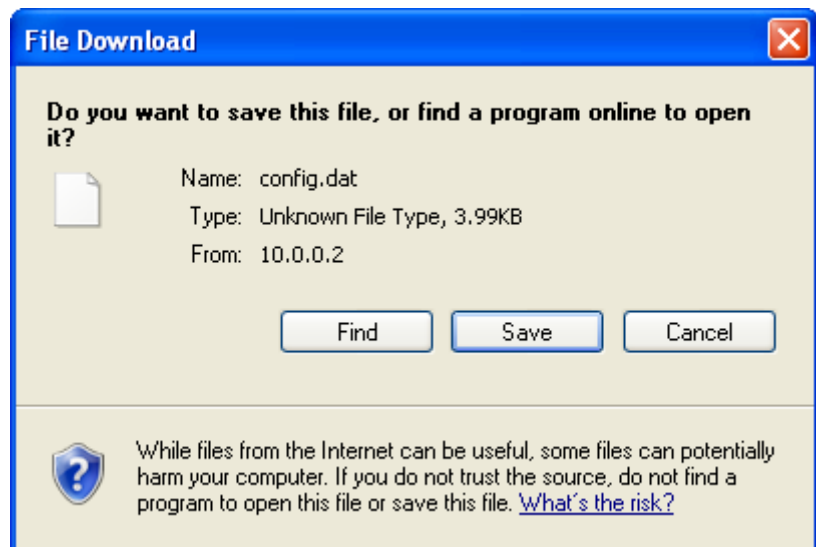 File Download
Do you want to save this file, or find a program online to open
it?
Name: config.dat
Type: Unknown File Type, 3.99KB
From: 10.0.0.2
Find Save Cancel
While files from the Internet can be useful, some files can potentially
harm your computer. If you do not trust the source, do not find a
program to open this file or save this file. What's the risk?